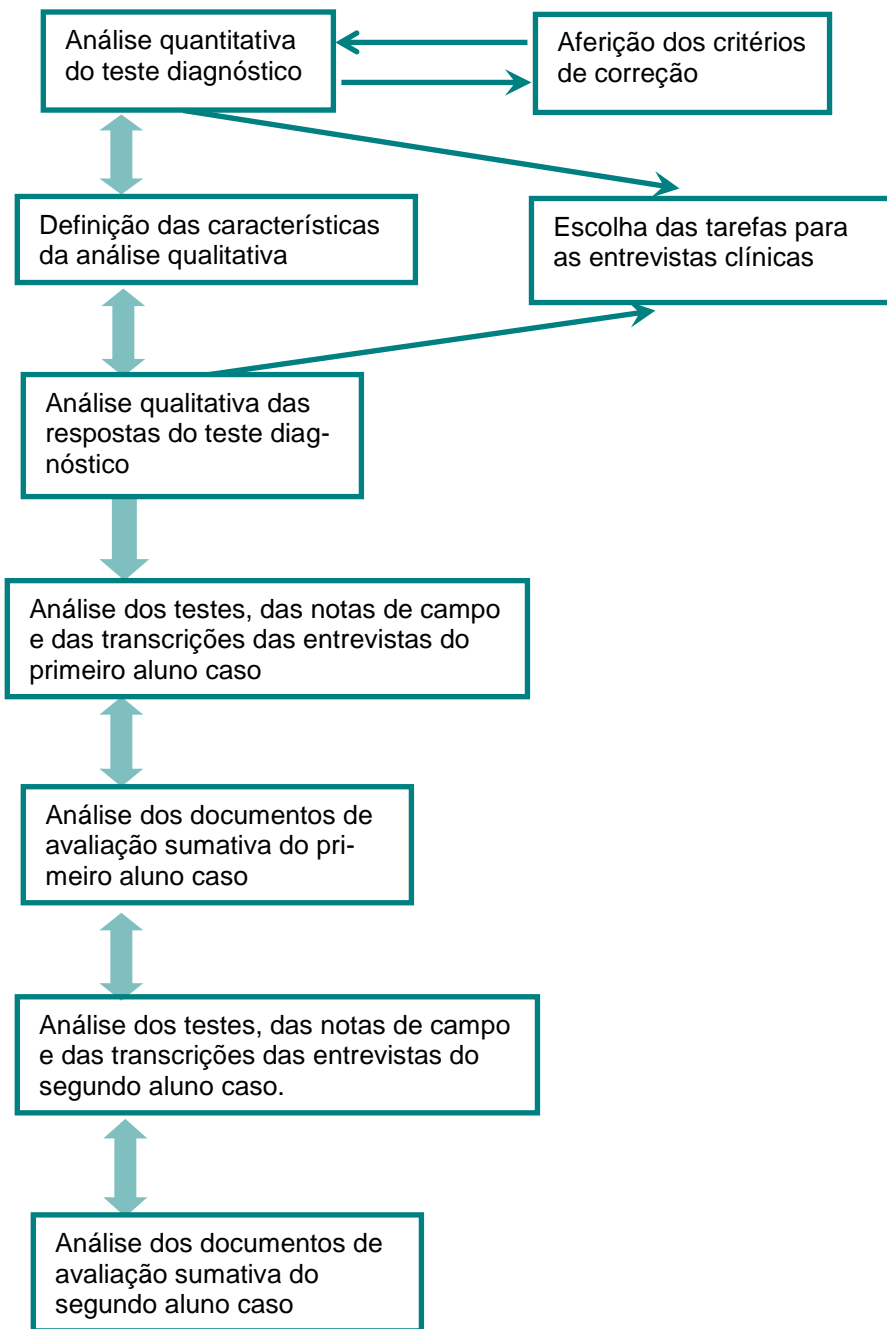 Análise quantitativa
do teste diagnóstico
Aferição dos critérios
de correção
Definição das características
da análise qualitativa
Escolha das tarefas para
as entrevistas clínicas
Análise qualitativa das
respostas do teste diag-
nóstico
Análise dos testes, das notas de campo
e das transcrições das entrevistas do
primeiro aluno caso
Análise dos documentos de
avaliação sumativa do pri-
meiro aluno caso
Análise dos testes, das notas de campo
e das transcrições das entrevistas do
segundo aluno caso.
Análise dos documentos de
avaliação sumativa do
segundo aluno caso